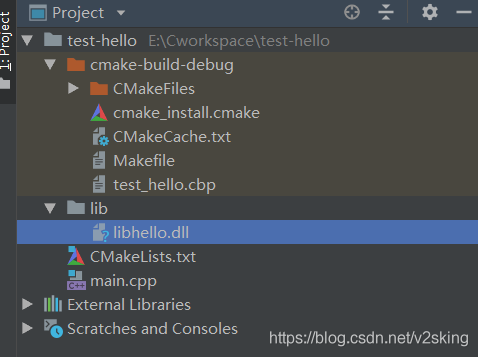 1: Project
Project
test-hello E:\Cworkspace\test-hello
cmake-build-debug
CMakeFiles
cmake_install.cmake
CMakeCache.txt
Makefile
test_hello.cbp
lib
libhello.dll
CMakeLists.txt
main.cpp
External Libraries
Scratches and Consoles
https://blog.csdn.net/v2sking